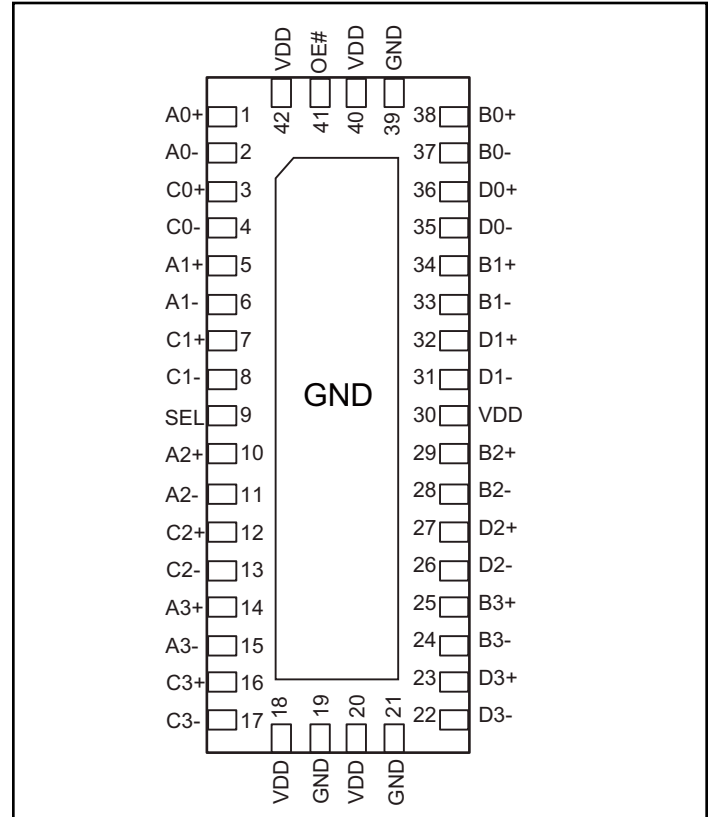 VDD OE# VDD GND
42 41 40 39
A0+ 1 38 B0+
A0- 2 37 B0-
C0+ 3 36 D0+
C0- 4 35 D0-
A1+ 5 34 B1+
A1- 6 33 B1-
C1+ 7 32 D1+
C1- 8 31 D1-
GND
SEL 9 30 VDD
A2+ 10 29 B2+
A2- 11 28 B2-
C2+ 12 27 D2+
C2- 13 26 D2-
A3+ 14 25 B3+
A3- 15 24 B3-
C3+ 16 23 D3+
C3- 17 22 D3-
18 19 20 21
VDD GND VDD GND